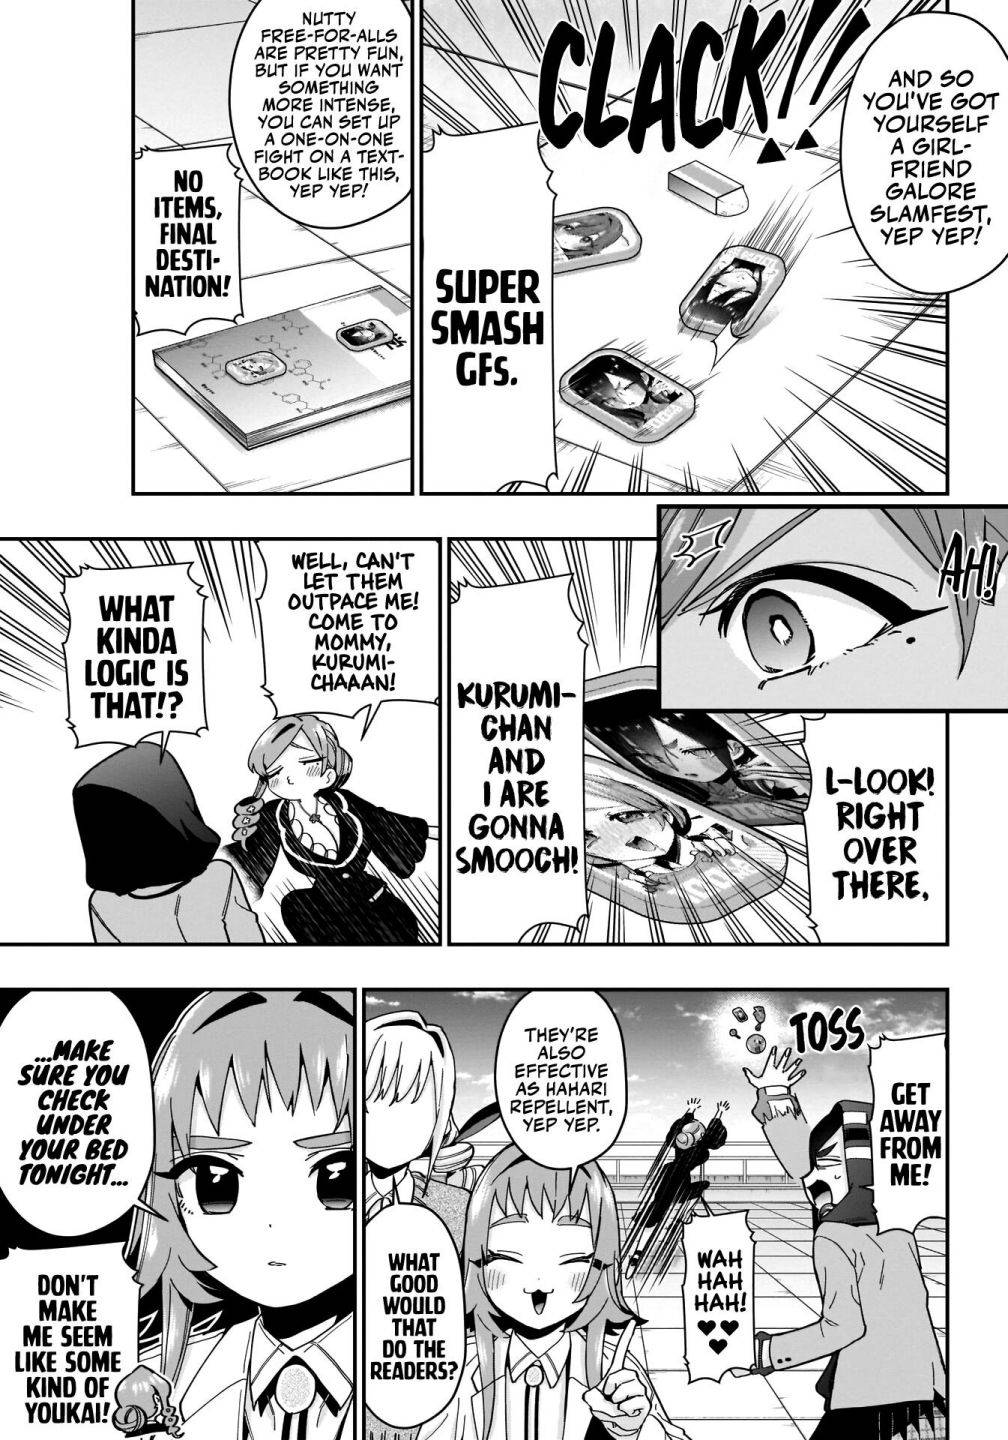 AND SO
YOU'VE GOT
YOURSELF
A GIRL-
FRIEND
GALORE
SLAMFEST,
YEP YEP!
CLACK!!
SUPER
SMASH
GFs.
NUTTY
FREE-FOR-ALLS
ARE PRETTY FUN,
BUT IF YOU WANT
SOMETHING
MORE INTENSE,
YOU CAN SET UP
A ONE-ON-ONE
FIGHT ON A TEXT-
BOOK LIKE THIS,
YEP YEP!
NO
ITEMS,
FINAL
DESTI-
NATION!
AH!
L-LOOK!
RIGHT
OVER
THERE,
KURUMI-
CHAN
AND
I ARE
GONNA
SMOOCH!
WELL, CAN'T
LET THEM
OUTPACE ME!
COME TO
MOMMY,
KURUMI-
CHAAAN!
WHAT
KINDA
LOGIC IS
THAT!?
TOSS
GET
AWAY
FROM
ME!
WAH
HAH
HAH!
♥♥
♥
THEY'RE
ALSO
EFFECTIVE
AS HAHARI
REPELLENT,
YEP YEP.
WHAT
GOOD
WOULD
THAT
DO THE
READERS?
...MAKE
SURE YOU
CHECK
UNDER
YOUR BED
TONIGHT...
DON'T
MAKE
ME SEEM
LIKE SOME
KIND OF
YOUKAI!